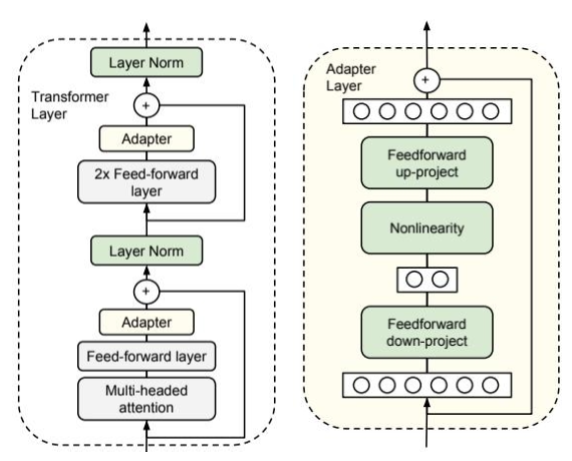 Layer Norm
Transformer
Layer
+
Adapter
2x Feed-forward
layer
Layer Norm
+
Adapter
Feed-forward layer
Multi-headed
attention
Adapter
Layer
+
Feedforward
up-project
Nonlinearity
Feedforward
down-project